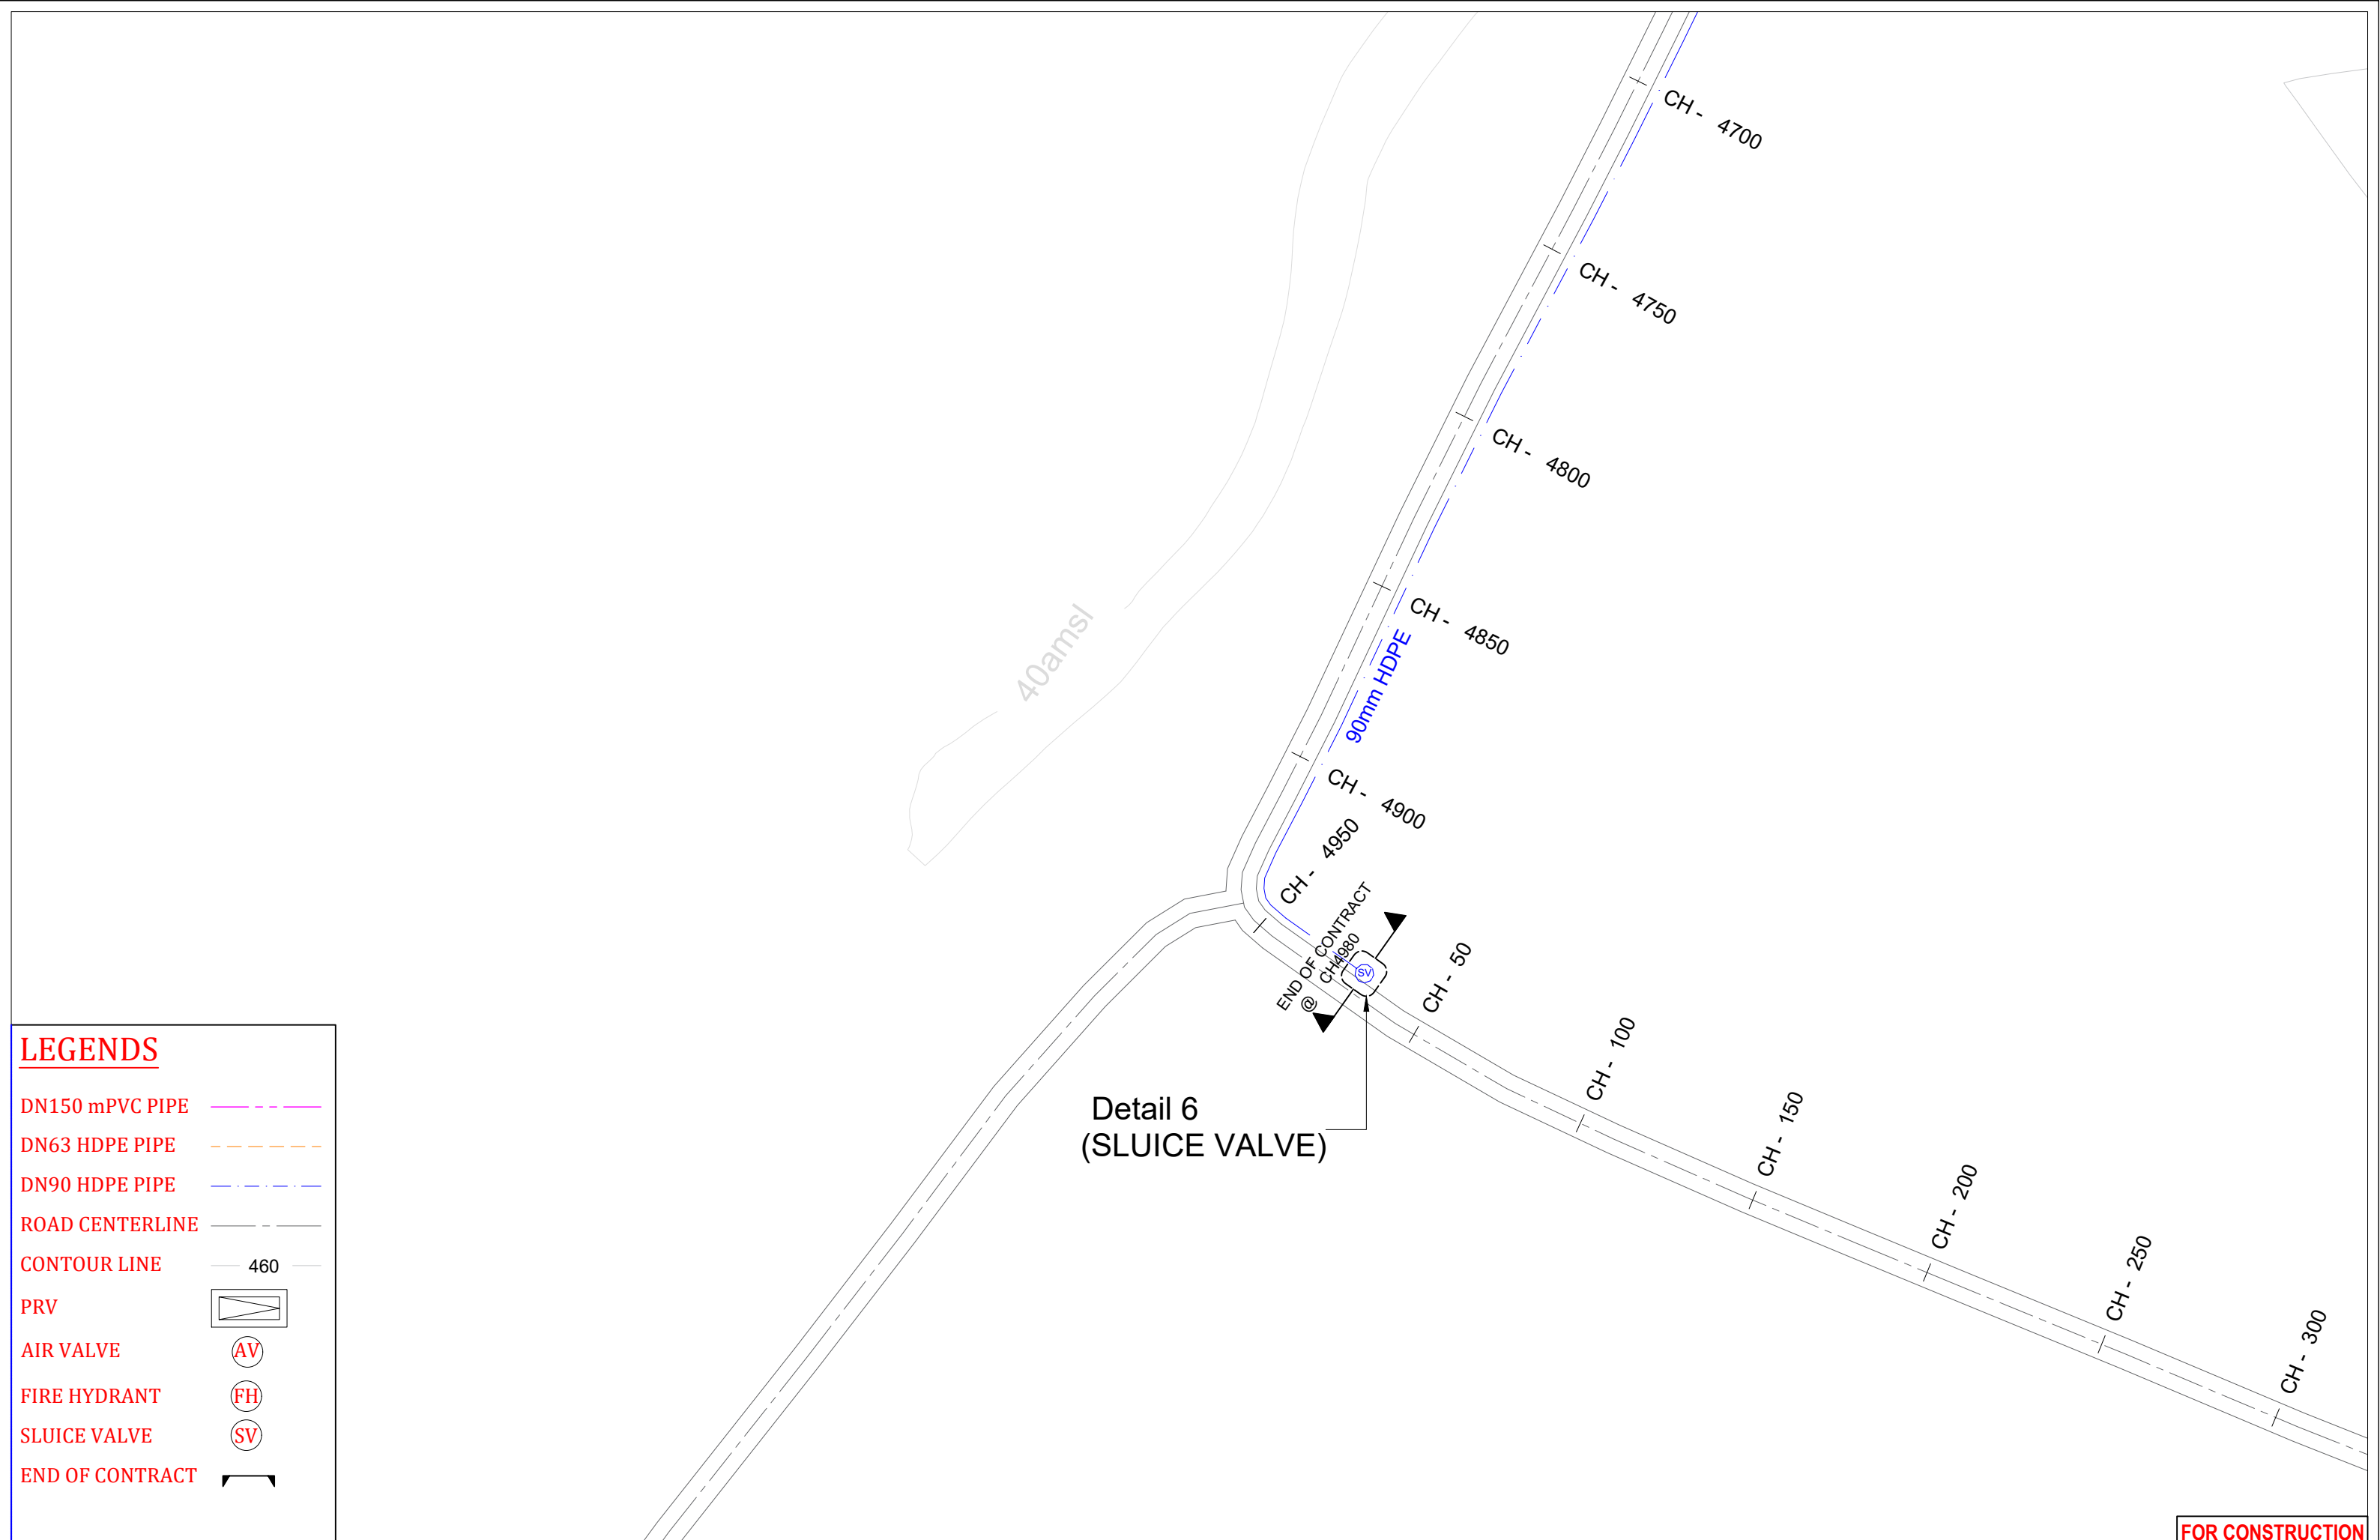 CH - 4700
CH - 4750
CH - 4800
CH - 4850
40amsl
90mm HDPE
CH - 4900
CH - 4950
END OF CONTRACT
@ CH4980
SV
CH - 50
CH - 100
CH - 150
CH - 200
CH - 250
CH - 300
Detail 6
(SLUICE VALVE)
LEGENDS
DN150 mPVC PIPE
DN63 HDPE PIPE
DN90 HDPE PIPE
ROAD CENTERLINE
CONTOUR LINE 460
PRV
AIR VALVE AV
FIRE HYDRANT FH
SLUICE VALVE SV
END OF CONTRACT
FOR CONSTRUCTION